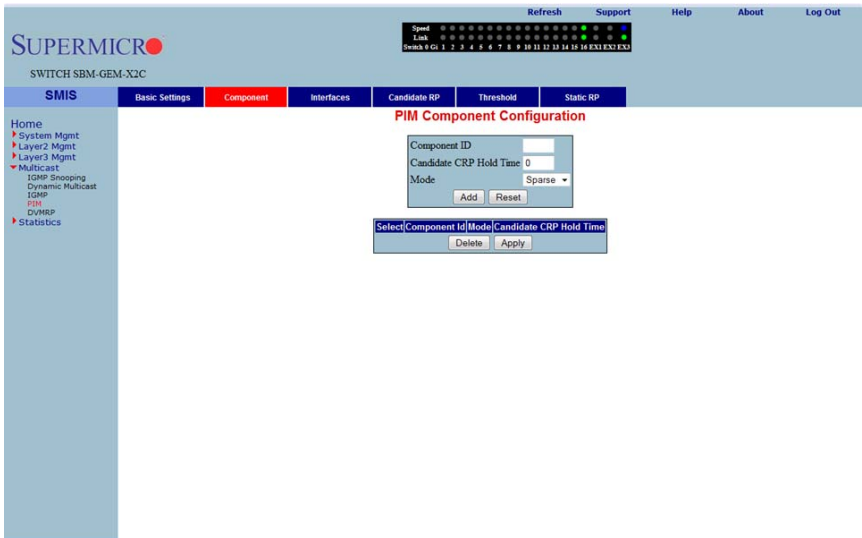 Refresh Support Help About Log Out
Speed
Link
Switch 0 Gi 1 2 3 4 5 6 7 8 9 10 11 12 13 14 15 16 EX1 EX2 EX3
SUPERMICRO
SWITCH SBM-GEM-X2C
SMIS
Basic Settings Component Interfaces Candidate RP Threshold Static RP
Home
System Mgmt
Layer2 Mgmt
Layer3 Mgmt
Multicast
IGMP Snooping
Dynamic Multicast
IGMP
PIM
DVMRP
Statistics
PIM Component Configuration
Component ID
Candidate CRP Hold Time 0
Mode Sparse
Add Reset
Select Component Id Mode Candidate CRP Hold Time
Delete Apply